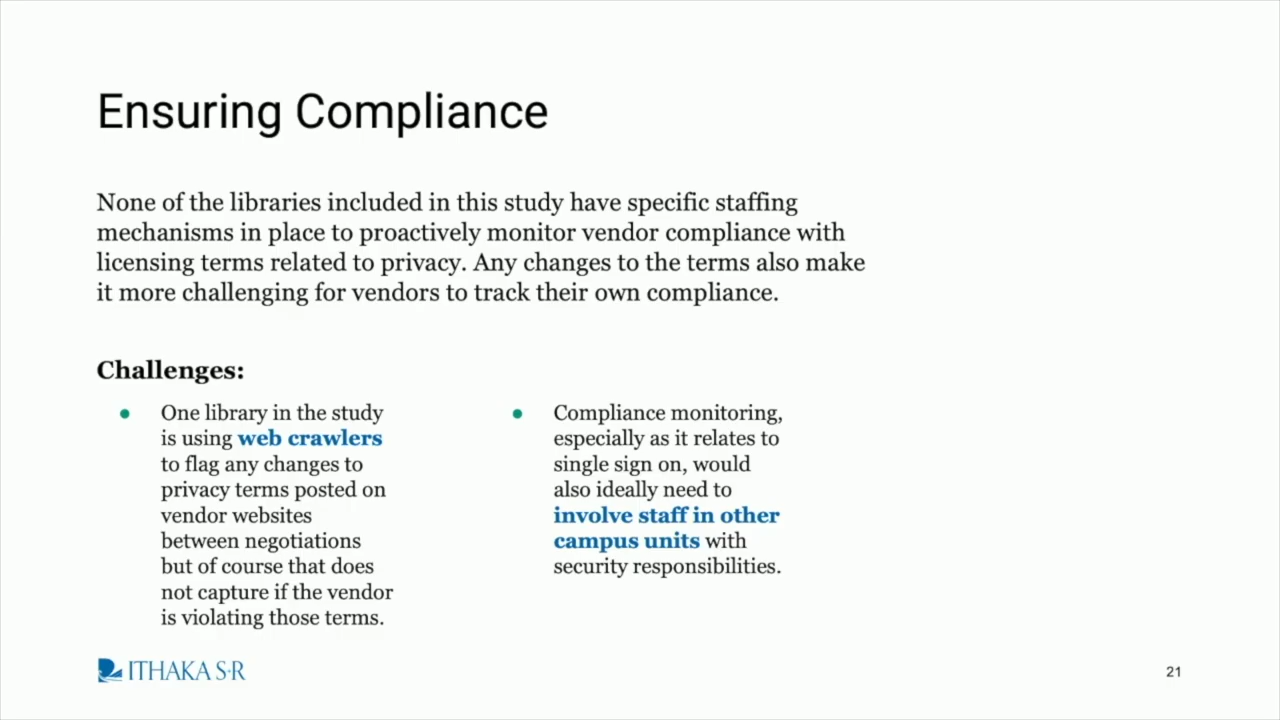 Ensuring Compliance
None of the libraries included in this study have specific staffing
mechanisms in place to proactively monitor vendor compliance with
licensing terms related to privacy. Any changes to the terms also make
it more challenging for vendors to track their own compliance.
Challenges:
● One library in the study
is using web crawlers
to flag any changes to
privacy terms posted on
vendor websites
between negotiations
but of course that does
not capture if the vendor
is violating those terms.
● Compliance monitoring,
especially as it relates to
single sign on, would
also ideally need to
involve staff in other
campus units with
security responsibilities.
ITHAKA S·R
21